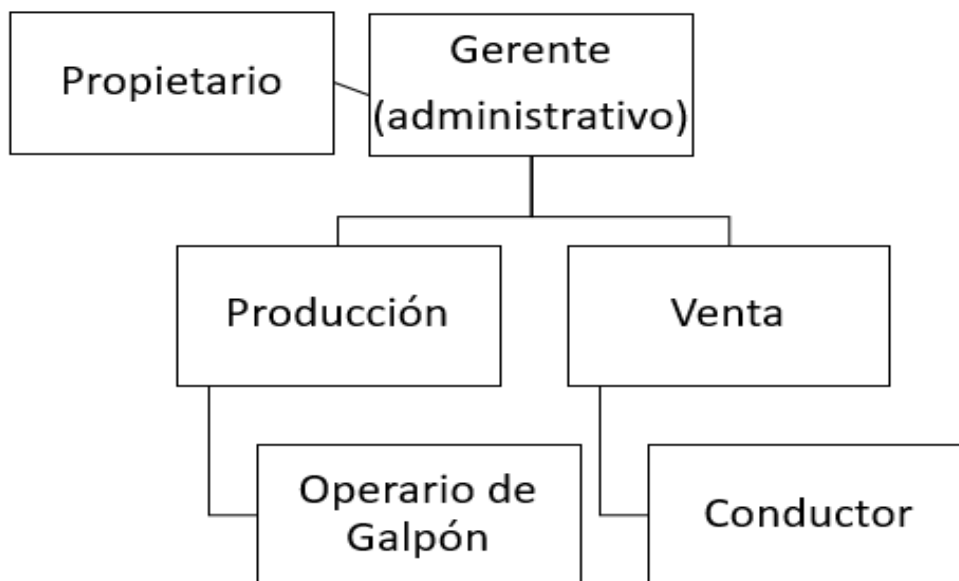 Propietario
Gerente
(administrativo)
Producción
Venta
Operario de
Galpón
Conductor